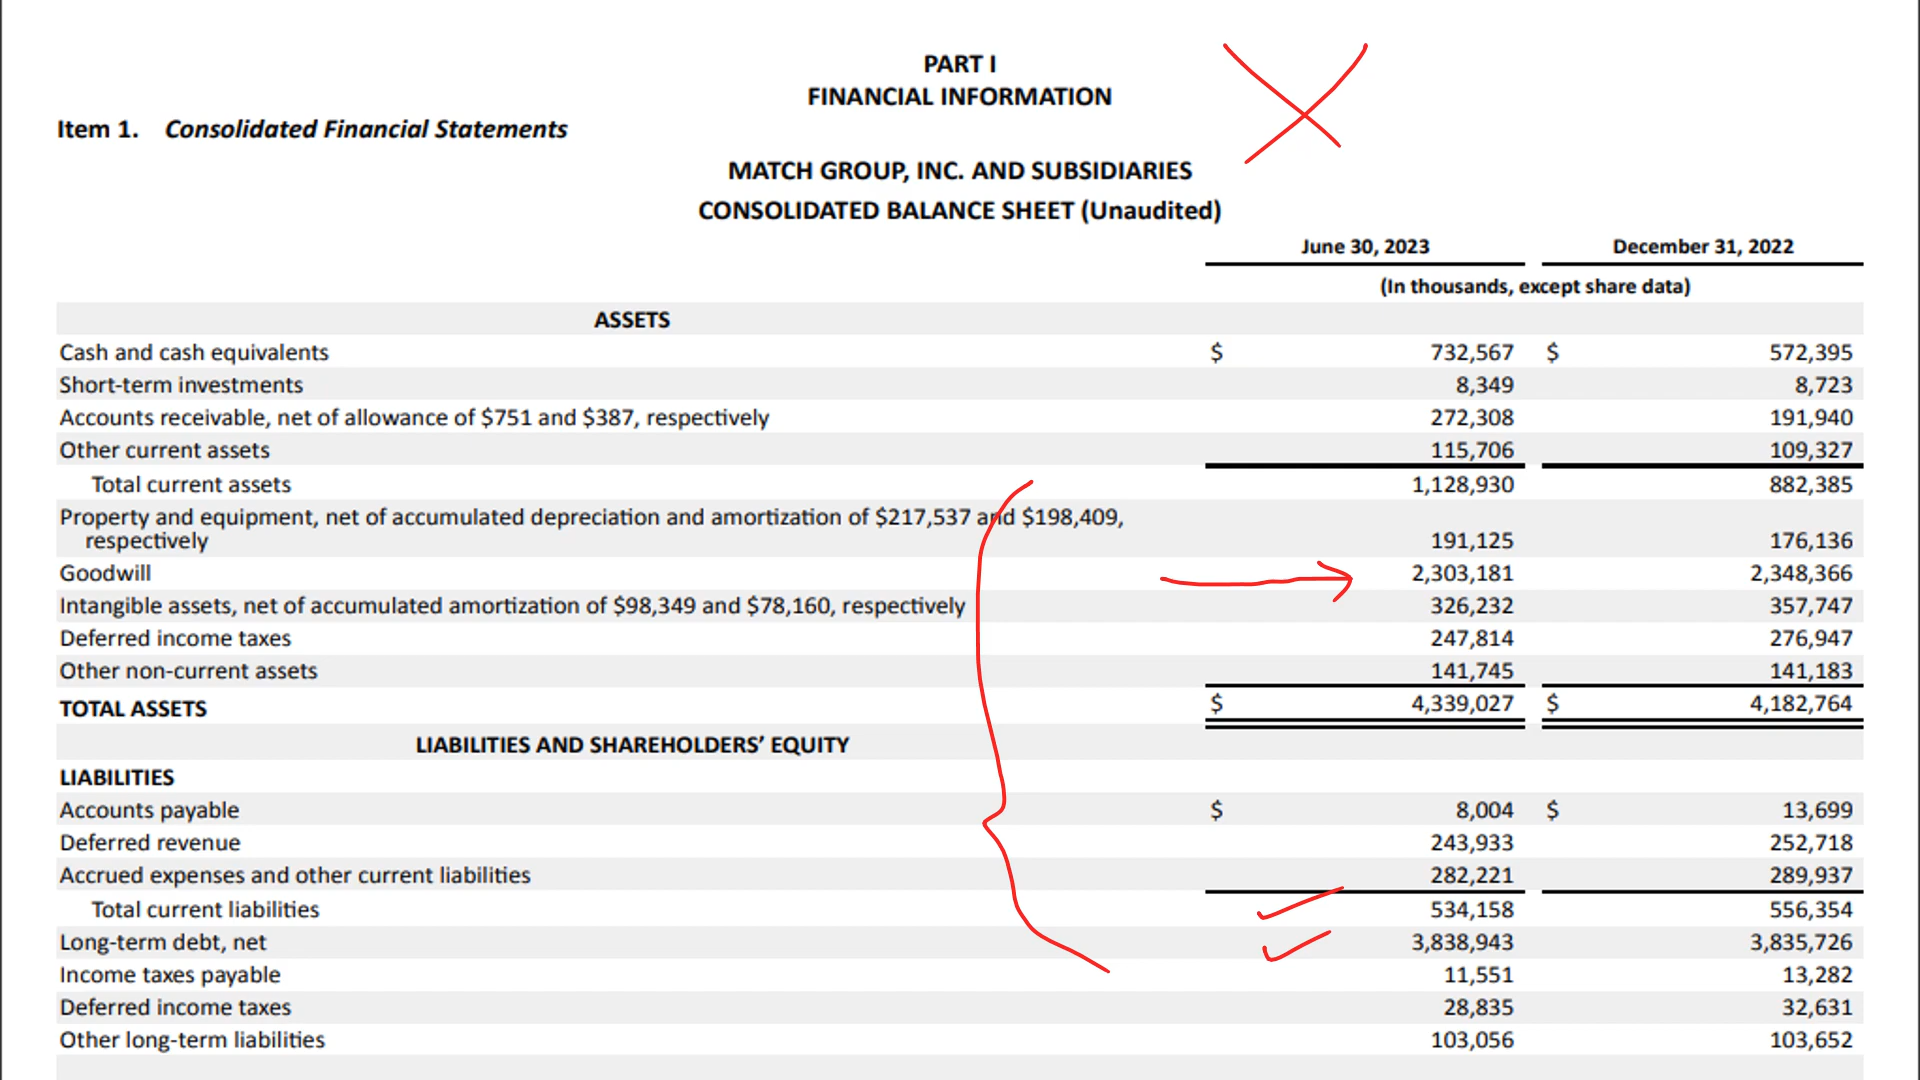 PART I
FINANCIAL INFORMATION
Item 1. Consolidated Financial Statements
MATCH GROUP, INC. AND SUBSIDIARIES
CONSOLIDATED BALANCE SHEET (Unaudited)
June 30, 2023 December 31, 2022
(In thousands, except share data)
ASSETS
Cash and cash equivalents $ 732,567 $ 572,395
Short-term investments 8,349 8,723
Accounts receivable, net of allowance of $751 and $387, respectively 272,308 191,940
Other current assets 115,706 109,327
Total current assets 1,128,930 882,385
Property and equipment, net of accumulated depreciation and amortization of $217,537 and $198,409,
respectively 191,125 176,136
Goodwill 2,303,181 2,348,366
Intangible assets, net of accumulated amortization of $98,349 and $78,160, respectively 326,232 357,747
Deferred income taxes 247,814 276,947
Other non-current assets 141,745 141,183
TOTAL ASSETS $ 4,339,027 $ 4,182,764
LIABILITIES AND SHAREHOLDERS’ EQUITY
LIABILITIES
Accounts payable $ 8,004 $ 13,699
Deferred revenue 243,933 252,718
Accrued expenses and other current liabilities 282,221 289,937
Total current liabilities 534,158 556,354
Long-term debt, net 3,838,943 3,835,726
Income taxes payable 11,551 13,282
Deferred income taxes 28,835 32,631
Other long-term liabilities 103,056 103,652